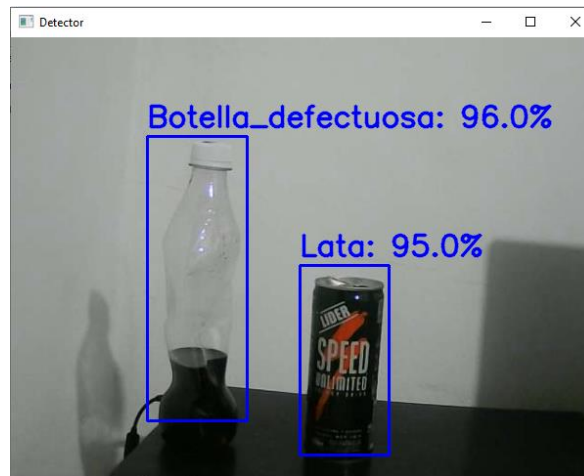 Detector
Botella_defectuosa: 96.0%
Lata: 95.0%
LIDER
SPEED
UNLIMITED